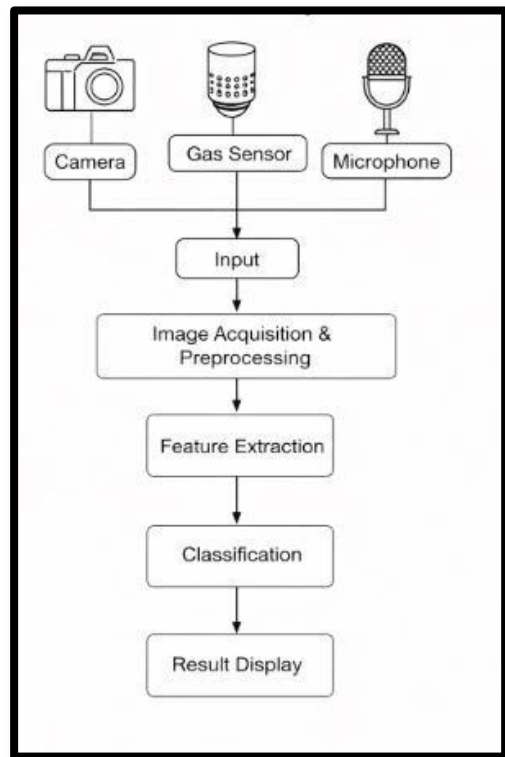 Camera
Gas Sensor
Microphone
Input
Image Acquisition &
Preprocessing
Feature Extraction
Classification
Result Display